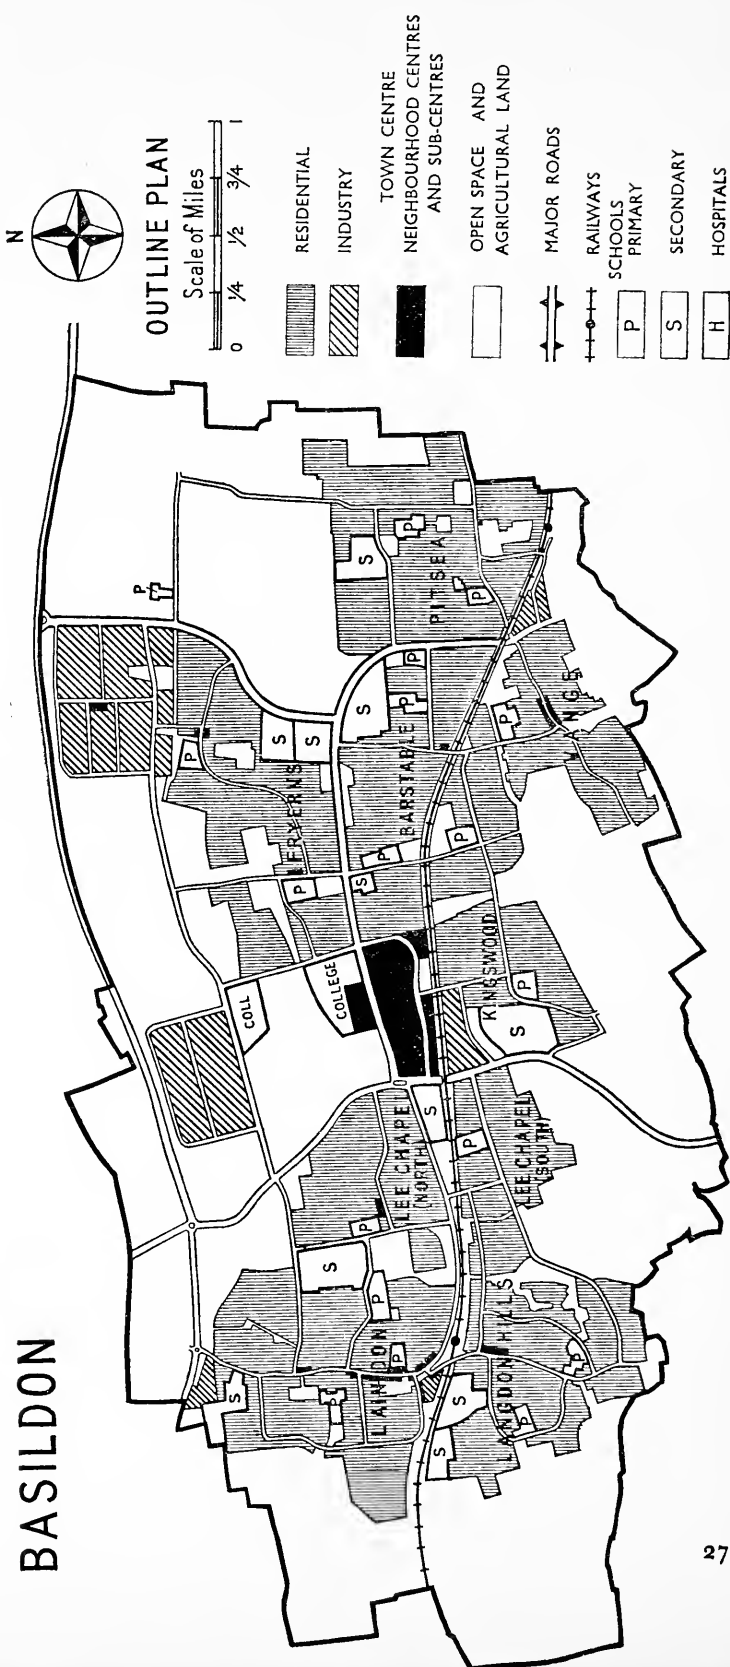 BASILDON
N
OUTLINE PLAN
Scale of Miles
0 1/4 1/2 3/4 1
RESIDENTIAL
INDUSTRY
TOWN CENTRE
NEIGHBOURHOOD CENTRES
AND SUB-CENTRES
OPEN SPACE AND
AGRICULTURAL LAND
MAJOR ROADS
RAILWAYS
SCHOOLS
P PRIMARY
S SECONDARY
H HOSPITALS
S
P
LAINDON
P
P
S
P
S
S
LANGDON HILLS
P
P
LEE CHAPEL
(NORTH)
S
P
LEE CHAPEL
(SOUTH)
COLL
COLLEGE
KINGSWOOD
S
P
FRYERNS
P
P
S
S
S
P
BARSTABLE
P
P
S
P
P
NGE
P
PITSEA
S
P
P
27